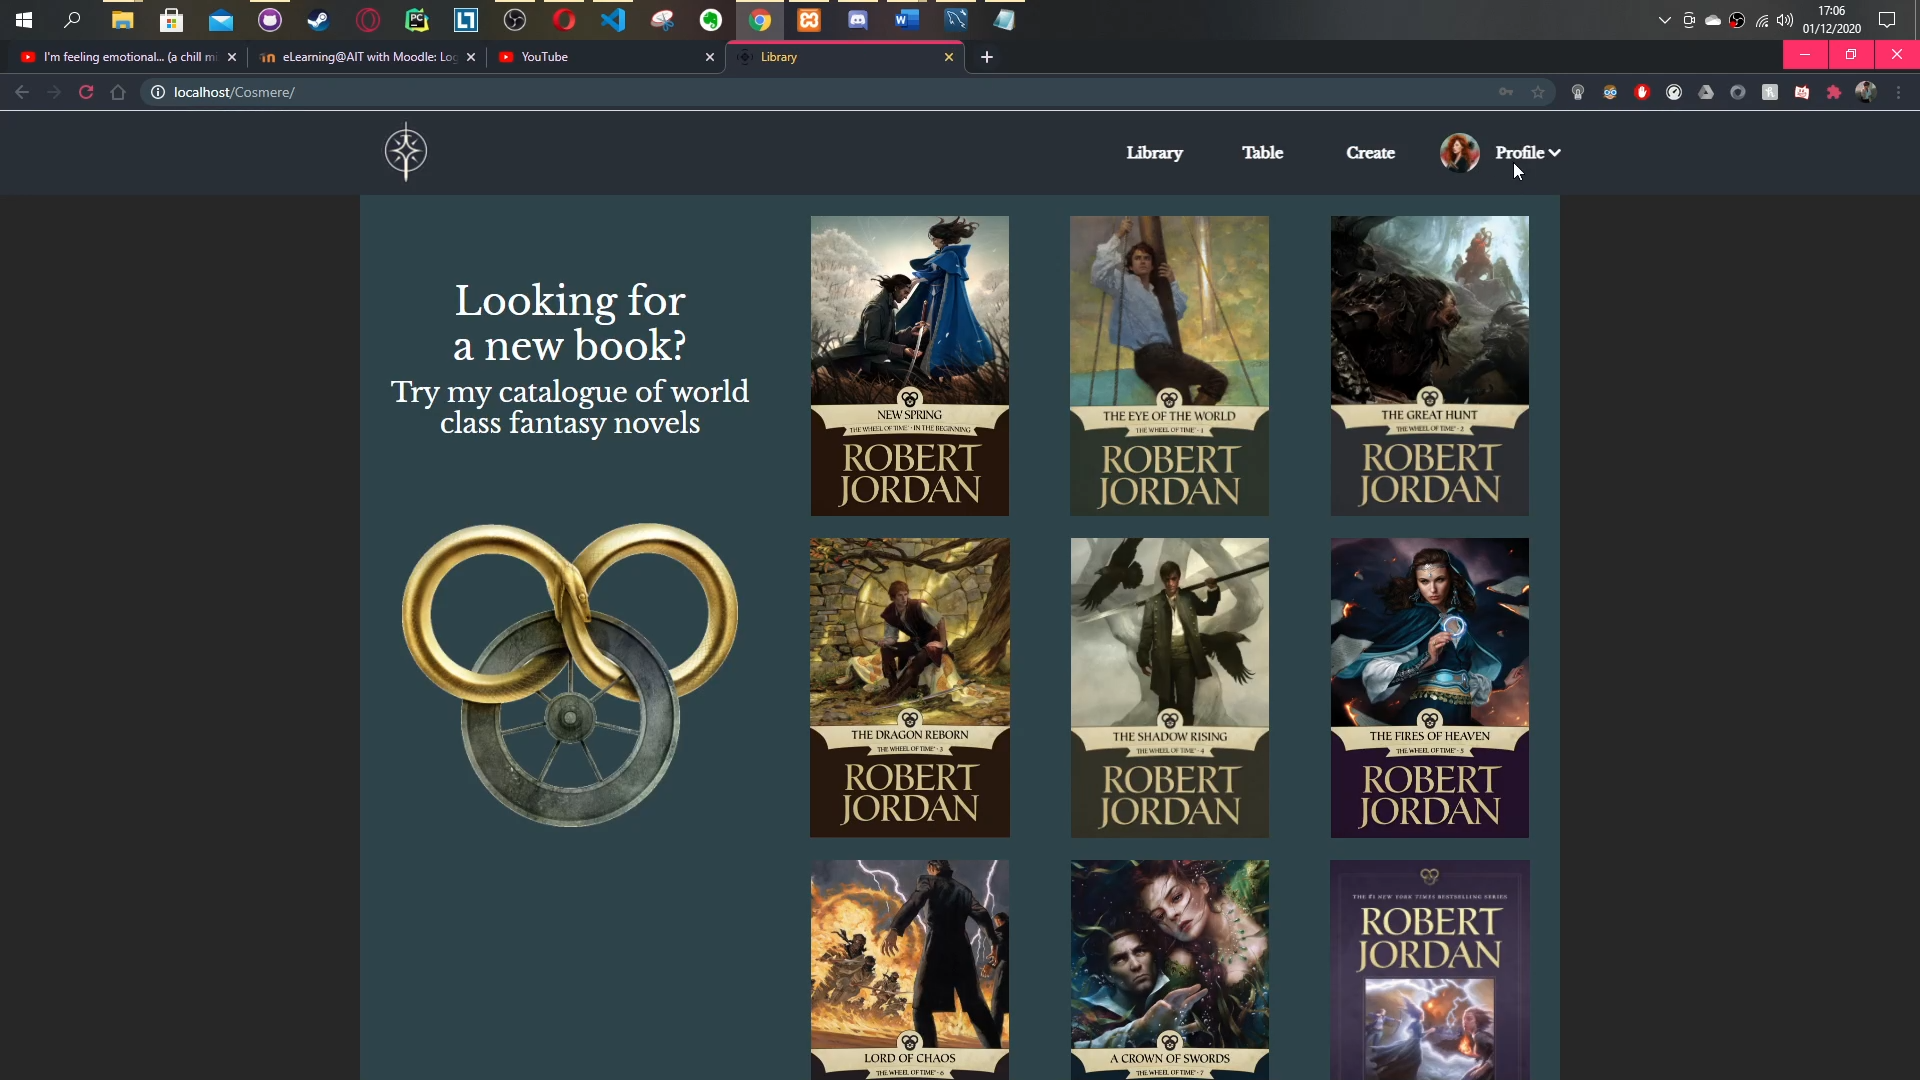 17:06
01/12/2020
I'm feeling emotional... (a chill mi
eLearning@AIT with Moodle: Log
YouTube
Library
localhost/Cosmere/
Library
Table
Create
Profile
Looking for
a new book?
Try my catalogue of world
class fantasy novels
NEW SPRING
THE WHEEL OF TIME · IN THE BEGINNING
ROBERT
JORDAN
THE EYE OF THE WORLD
THE WHEEL OF TIME · 1
ROBERT
JORDAN
THE GREAT HUNT
THE WHEEL OF TIME · 2
ROBERT
JORDAN
THE DRAGON REBORN
THE WHEEL OF TIME · 3
ROBERT
JORDAN
THE SHADOW RISING
THE WHEEL OF TIME · 4
ROBERT
JORDAN
THE FIRES OF HEAVEN
THE WHEEL OF TIME · 5
ROBERT
JORDAN
LORD OF CHAOS
THE WHEEL OF TIME · 6
A CROWN OF SWORDS
THE WHEEL OF TIME · 7
THE #1 NEW YORK TIMES BESTSELLING SERIES
ROBERT
JORDAN